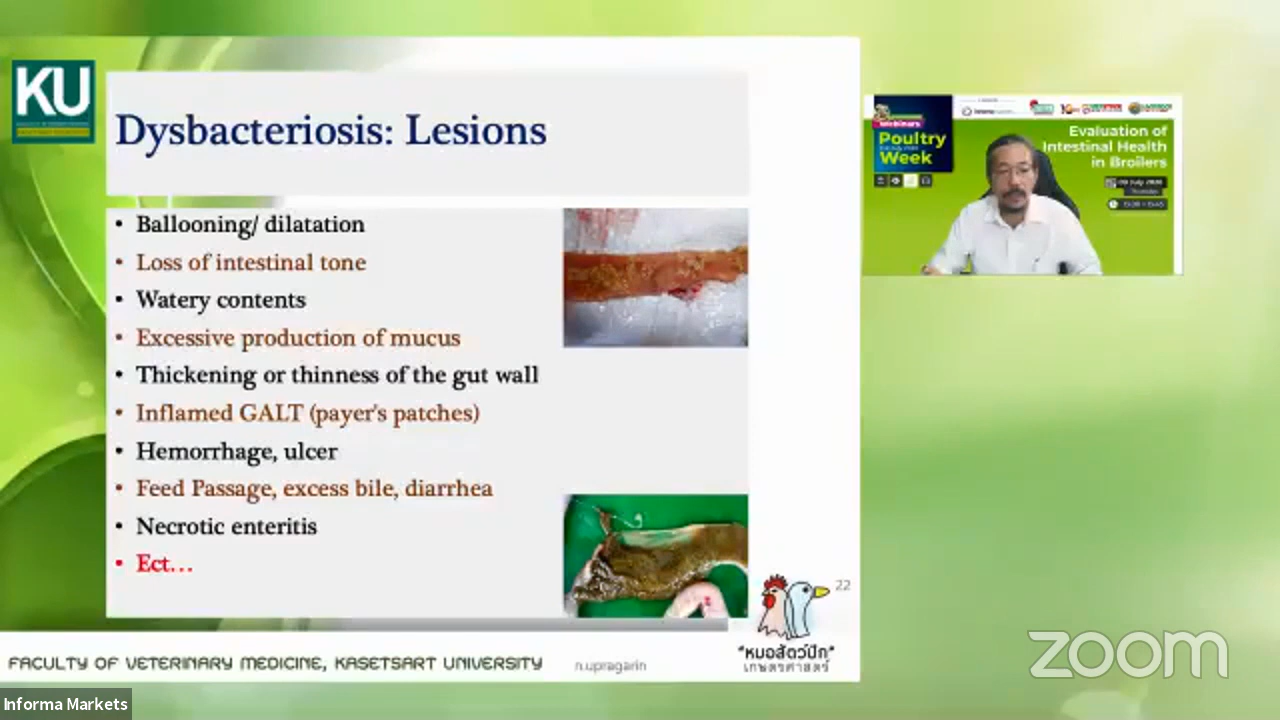 KU
Dysbacteriosis: Lesions
• Ballooning/ dilatation
• Loss of intestinal tone
• Watery contents
• Excessive production of mucus
• Thickening or thinness of the gut wall
• Inflamed GALT (payer's patches)
• Hemorrhage, ulcer
• Feed Passage, excess bile, diarrhea
• Necrotic enteritis
• Ect...
22
"หมอสัตว์ปีก"
เกษตรศาสตร์
FACULTY OF VETERINARY MEDICINE, KASETSART UNIVERSITY
n.upragarin
Webinars
Poultry
Week
Evaluation of
Intestinal Health
in Broilers
Thursday
zoom
Informa Markets